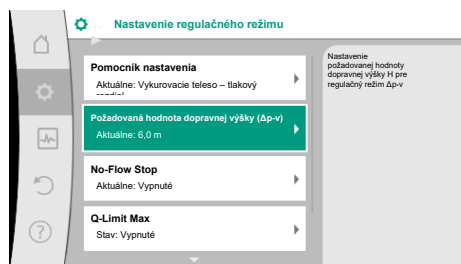 Nastavenie regulačného režimu
Pomocník nastavenia
Aktuálne: Vykurovacie teleso – tlakový
Požadovaná hodnota dopravnej výšky (Δp-v)
Aktuálne: 6,0 m
No-Flow Stop
Aktuálne: Vypnuté
Q-Limit Max
Stav: Vypnuté
Nastavenie
požadovanej hodnoty
dopravnej výšky H pre
regulačný režim Δp-v